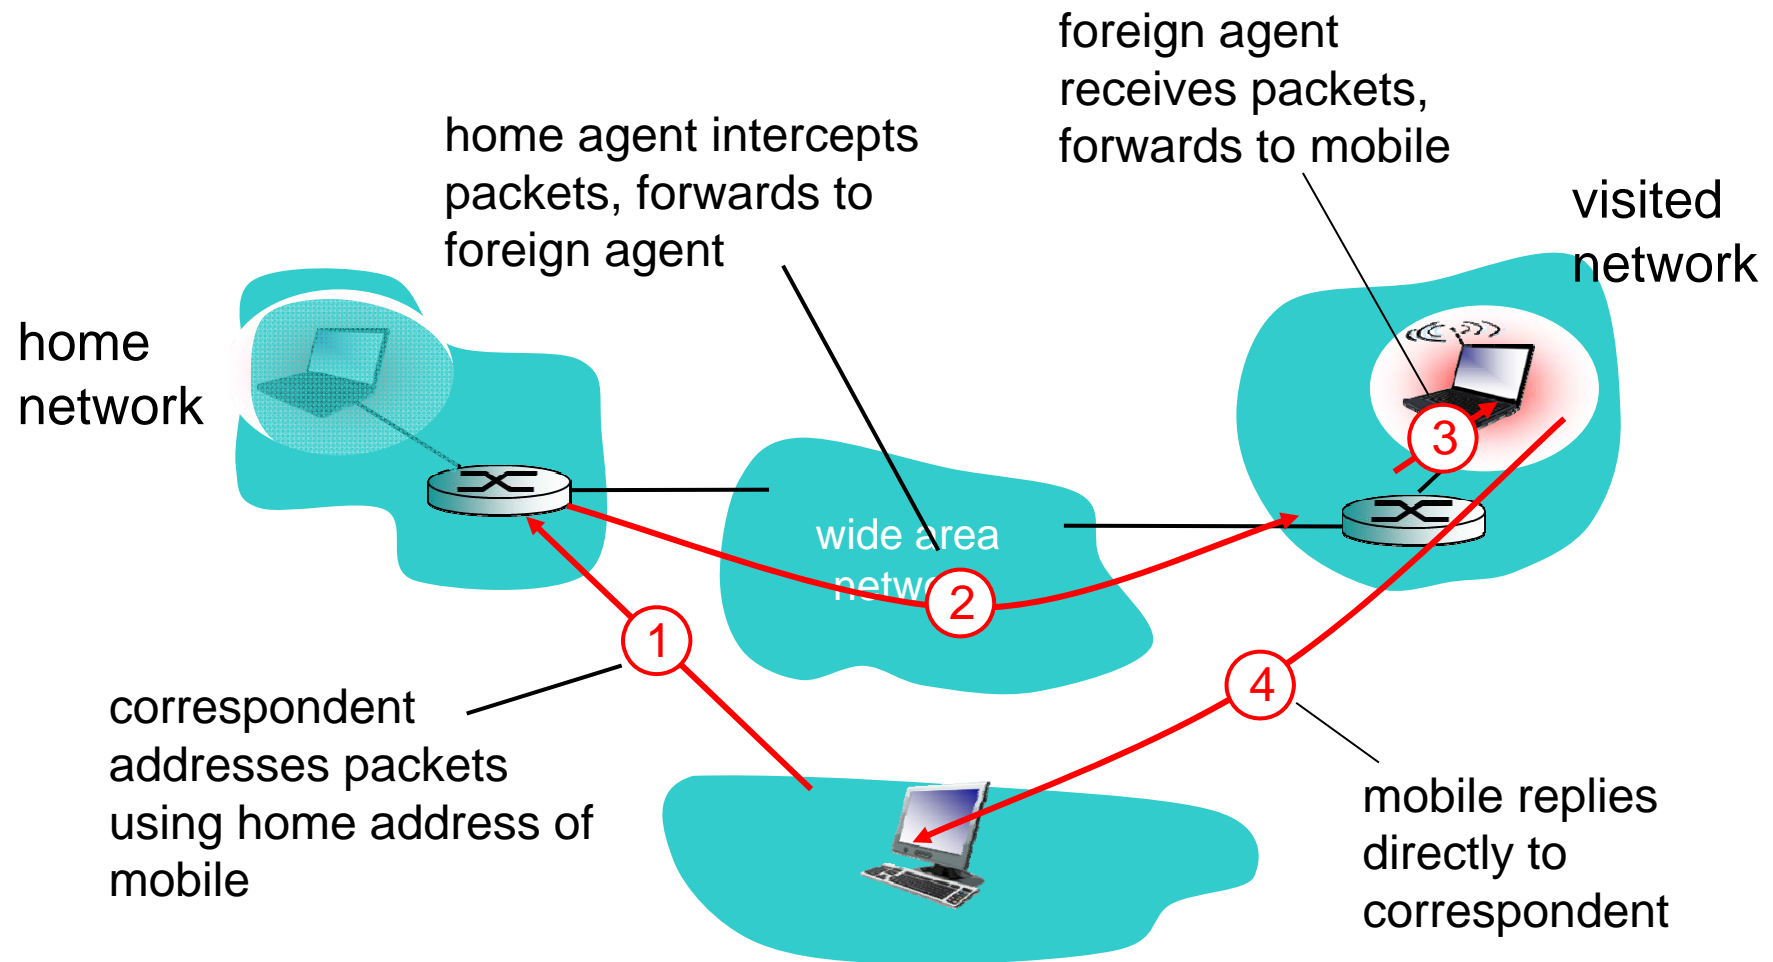 foreign agent
receives packets,
forwards to mobile
home agent intercepts
packets, forwards to
foreign agent
visited
network
home
network
wide area
3
2
1
4
correspondent
addresses packets
using home address of
mobile
mobile replies
directly to
correspondent